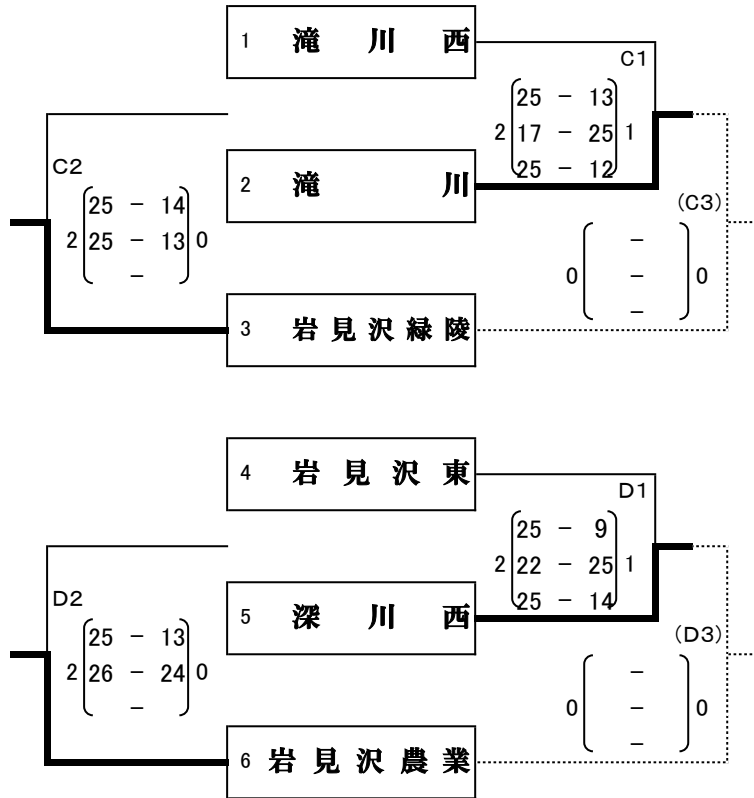 1 滝川西
C1
25 - 13
2 17 - 25 1
25 - 12
C2
25 - 14
2 25 - 13 0
-
2 滝川
(C3)
-
0 - 0
-
3 岩見沢緑陵
4 岩見沢東
D1
25 - 9
2 22 - 25 1
25 - 14
D2
25 - 13
2 26 - 24 0
-
5 深川西
(D3)
-
0 - 0
-
6 岩見沢農業